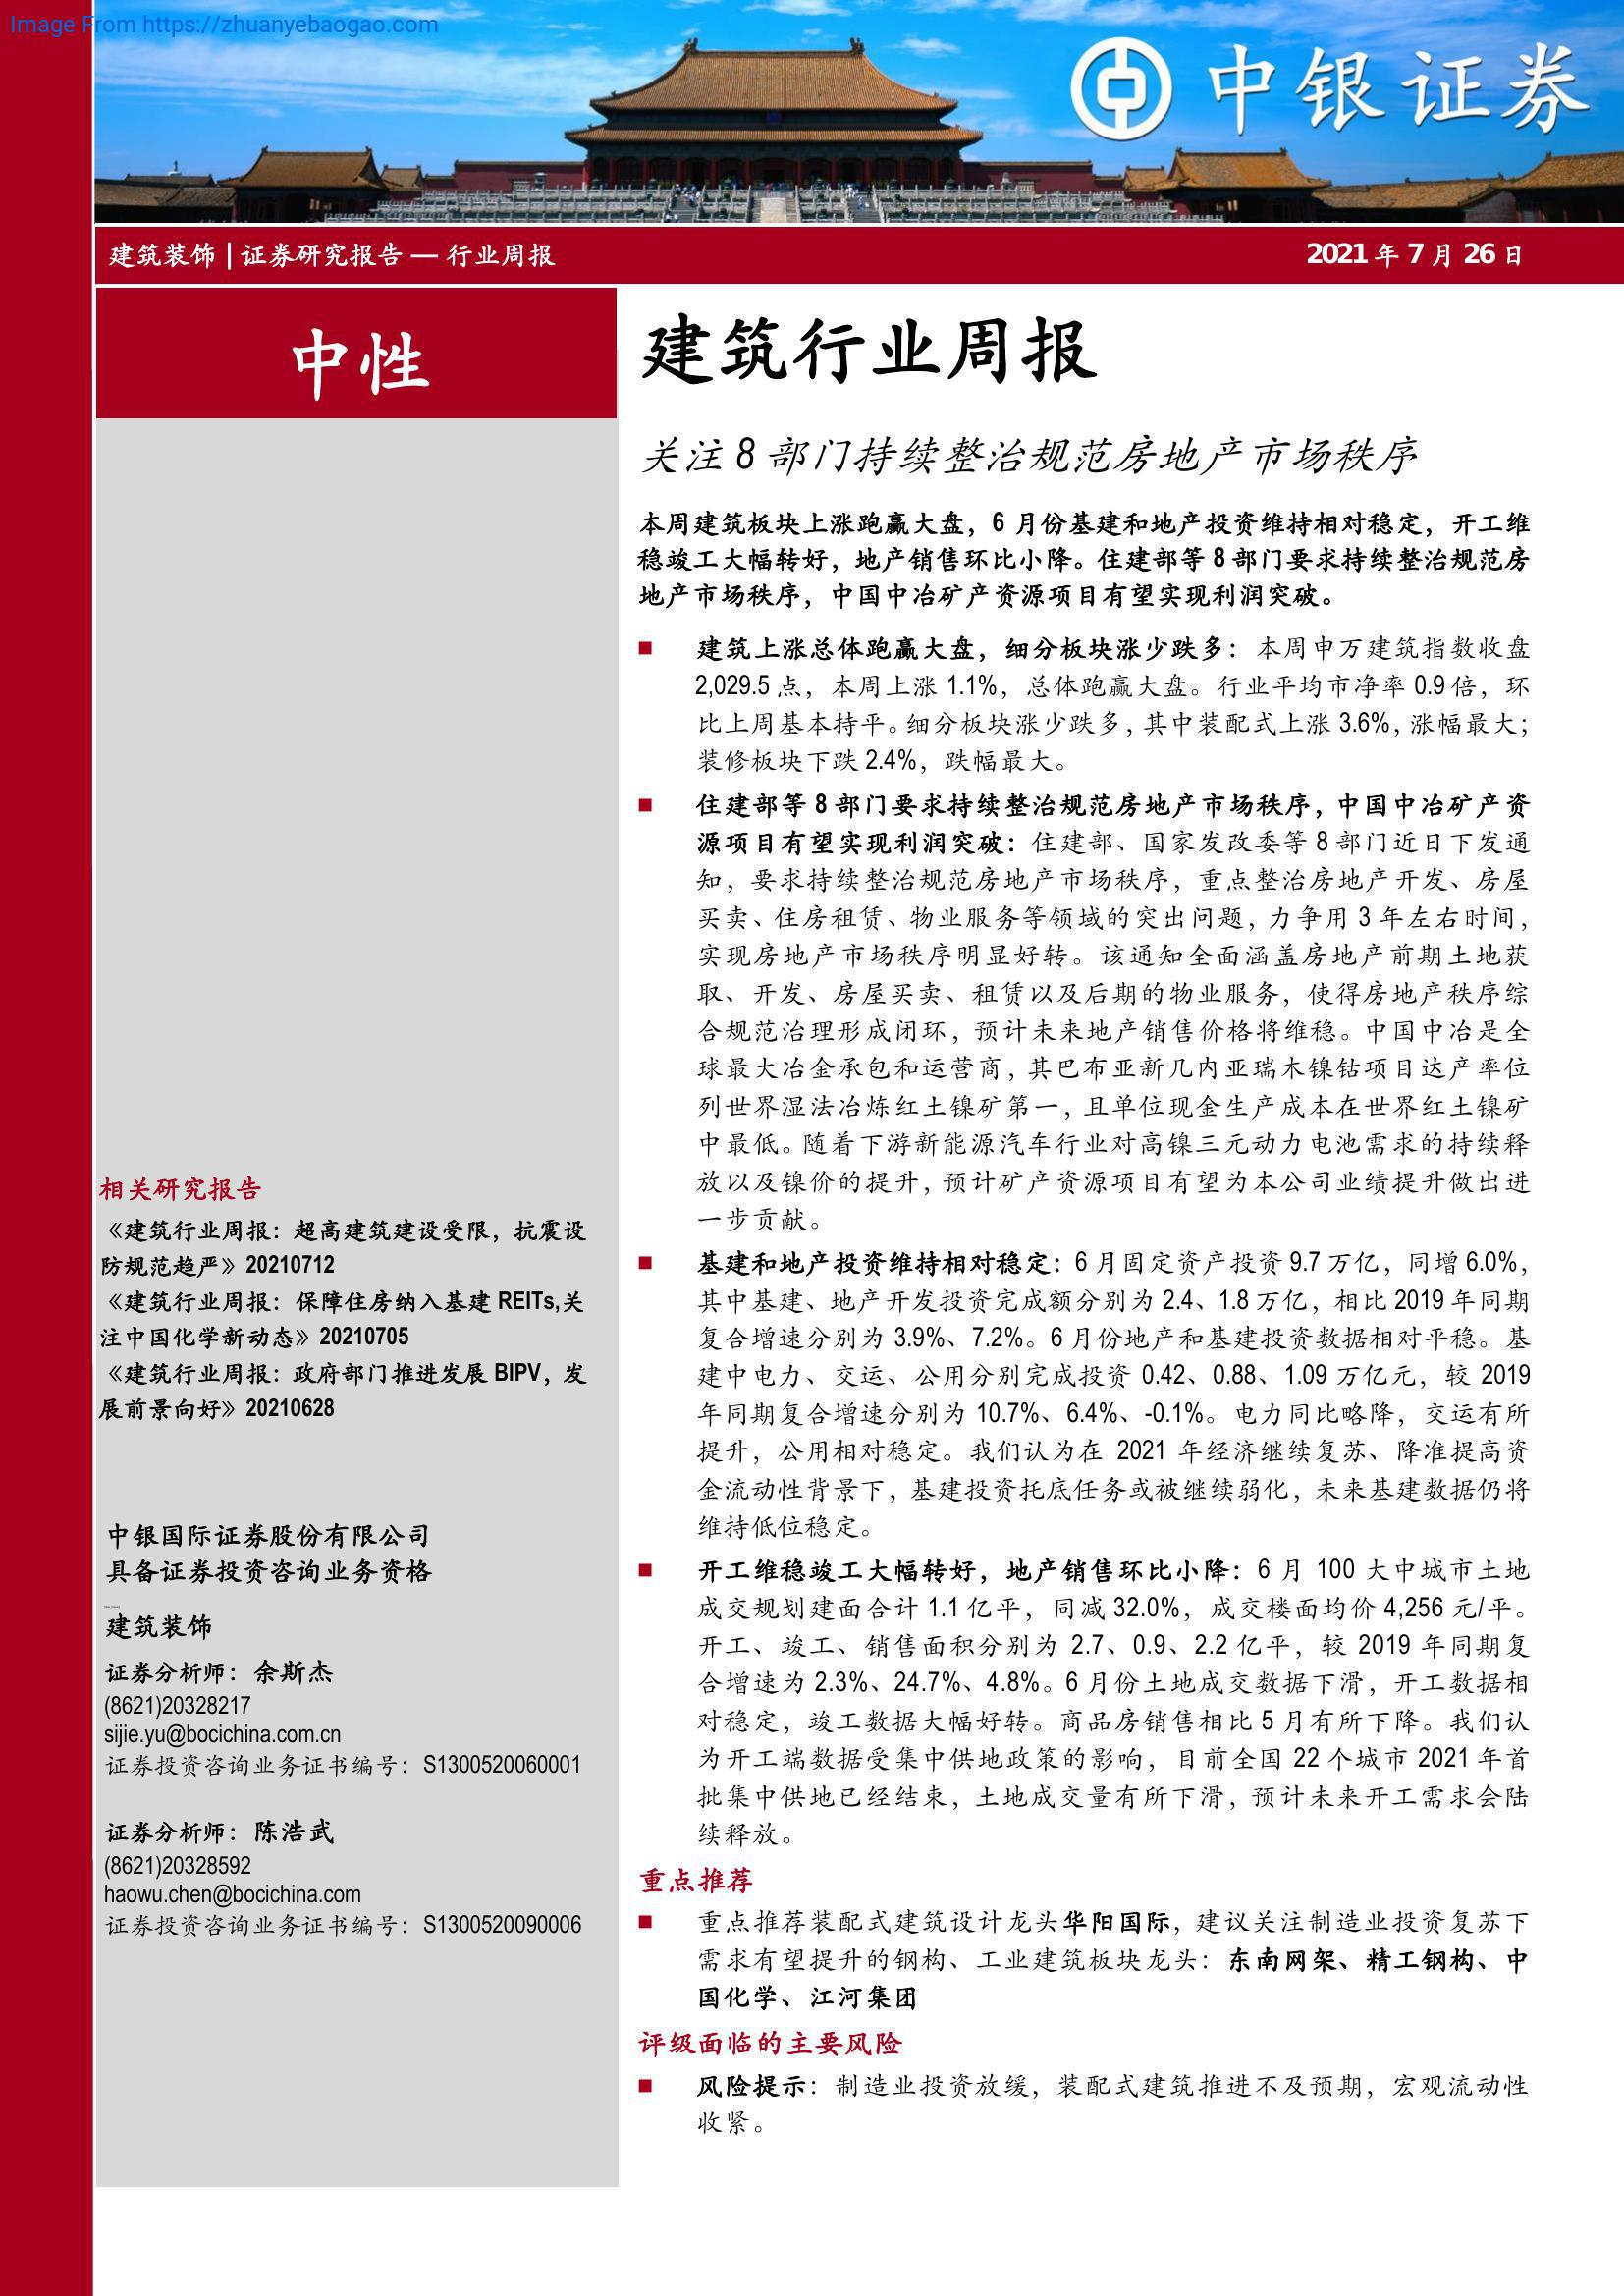 Image From https://zhuanyebaogao.com
中银证券
建筑装饰 | 证券研究报告 — 行业周报
2021 年 7 月 26 日
中性
建筑行业周报
关注 8 部门持续整治规范房地产市场秩序
本周建筑板块上涨跑赢大盘，6 月份基建和地产投资维持相对稳定，开工维
稳竣工大幅转好，地产销售环比小降。住建部等 8 部门要求持续整治规范房
地产市场秩序，中国中冶矿产资源项目有望实现利润突破。
■ 建筑上涨总体跑赢大盘，细分板块涨少跌多：本周申万建筑指数收盘
2,029.5 点，本周上涨 1.1%，总体跑赢大盘。行业平均市净率 0.9 倍，环
比上周基本持平。细分板块涨少跌多，其中装配式上涨 3.6%，涨幅最大；
装修板块下跌 2.4%，跌幅最大。
■ 住建部等 8 部门要求持续整治规范房地产市场秩序，中国中冶矿产资
源项目有望实现利润突破：住建部、国家发改委等 8 部门近日下发通
知，要求持续整治规范房地产市场秩序，重点整治房地产开发、房屋
买卖、住房租赁、物业服务等领域的突出问题，力争用 3 年左右时间，
实现房地产市场秩序明显好转。该通知全面涵盖房地产前期土地获
取、开发、房屋买卖、租赁以及后期的物业服务，使得房地产秩序综
合规范治理形成闭环，预计未来地产销售价格将维稳。中国中冶是全
球最大冶金承包和运营商，其巴布亚新几内亚瑞木镍钴项目达产率位
列世界湿法冶炼红土镍矿第一，且单位现金生产成本在世界红土镍矿
中最低。随着下游新能源汽车行业对高镍三元动力电池需求的持续释
放以及镍价的提升，预计矿产资源项目有望为本公司业绩提升做出进
一步贡献。
■ 基建和地产投资维持相对稳定：6 月固定资产投资 9.7 万亿，同增 6.0%，
其中基建、地产开发投资完成额分别为 2.4、1.8 万亿，相比 2019 年同期
复合增速分别为 3.9%、7.2%。6 月份地产和基建投资数据相对平稳。基
建中电力、交运、公用分别完成投资 0.42、0.88、1.09 万亿元，较 2019
年同期复合增速分别为 10.7%、6.4%、-0.1%。电力同比略降，交运有所
提升，公用相对稳定。我们认为在 2021 年经济继续复苏、降准提高资
金流动性背景下，基建投资托底任务或被继续弱化，未来基建数据仍将
维持低位稳定。
■ 开工维稳竣工大幅转好，地产销售环比小降：6 月 100 大中城市土地
成交规划建面合计 1.1 亿平，同减 32.0%，成交楼面均价 4,256 元/平。
开工、竣工、销售面积分别为 2.7、0.9、2.2 亿平，较 2019 年同期复
合增速为 2.3%、24.7%、4.8%。6 月份土地成交数据下滑，开工数据相
对稳定，竣工数据大幅好转。商品房销售相比 5 月有所下降。我们认
为开工端数据受集中供地政策的影响，目前全国 22 个城市 2021 年首
批集中供地已经结束，土地成交量有所下滑，预计未来开工需求会陆
续释放。
重点推荐
■ 重点推荐装配式建筑设计龙头华阳国际，建议关注制造业投资复苏下
需求有望提升的钢构、工业建筑板块龙头：东南网架、精工钢构、中
国化学、江河集团
评级面临的主要风险
■ 风险提示：制造业投资放缓，装配式建筑推进不及预期，宏观流动性
收紧。
相关研究报告
《建筑行业周报：超高建筑建设受限，抗震设
防规范趋严》20210712
《建筑行业周报：保障住房纳入基建 REITs,关
注中国化学新动态》20210705
《建筑行业周报：政府部门推进发展 BIPV，发
展前景向好》20210628
中银国际证券股份有限公司
具备证券投资咨询业务资格
建筑装饰
证券分析师：余斯杰
(8621)20328217
sijie.yu@bocichina.com.cn
证券投资咨询业务证书编号：S1300520060001
证券分析师：陈浩武
(8621)20328592
haowu.chen@bocichina.com
证券投资咨询业务证书编号：S1300520090006